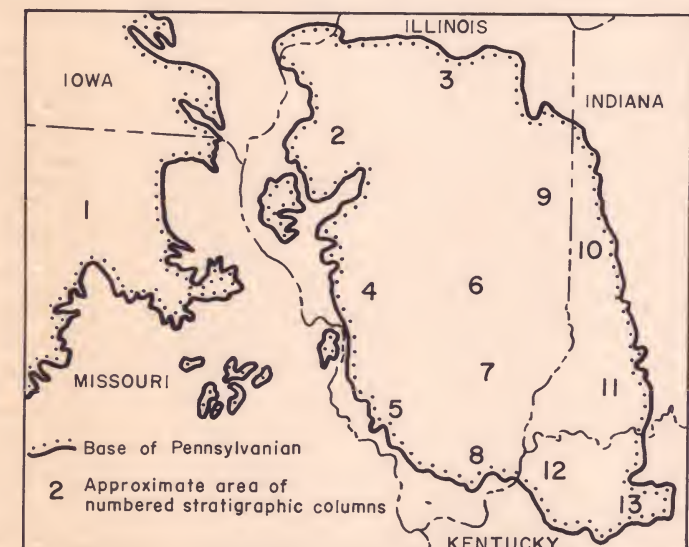 ILLINOIS
IOWA
3
INDIANA
2
9
1
10
4
6
7
MISSOURI
11
5
Base of Pennsylvanian
8
12
2 Approximate area of
numbered stratigraphic columns
13
KENTUCKY